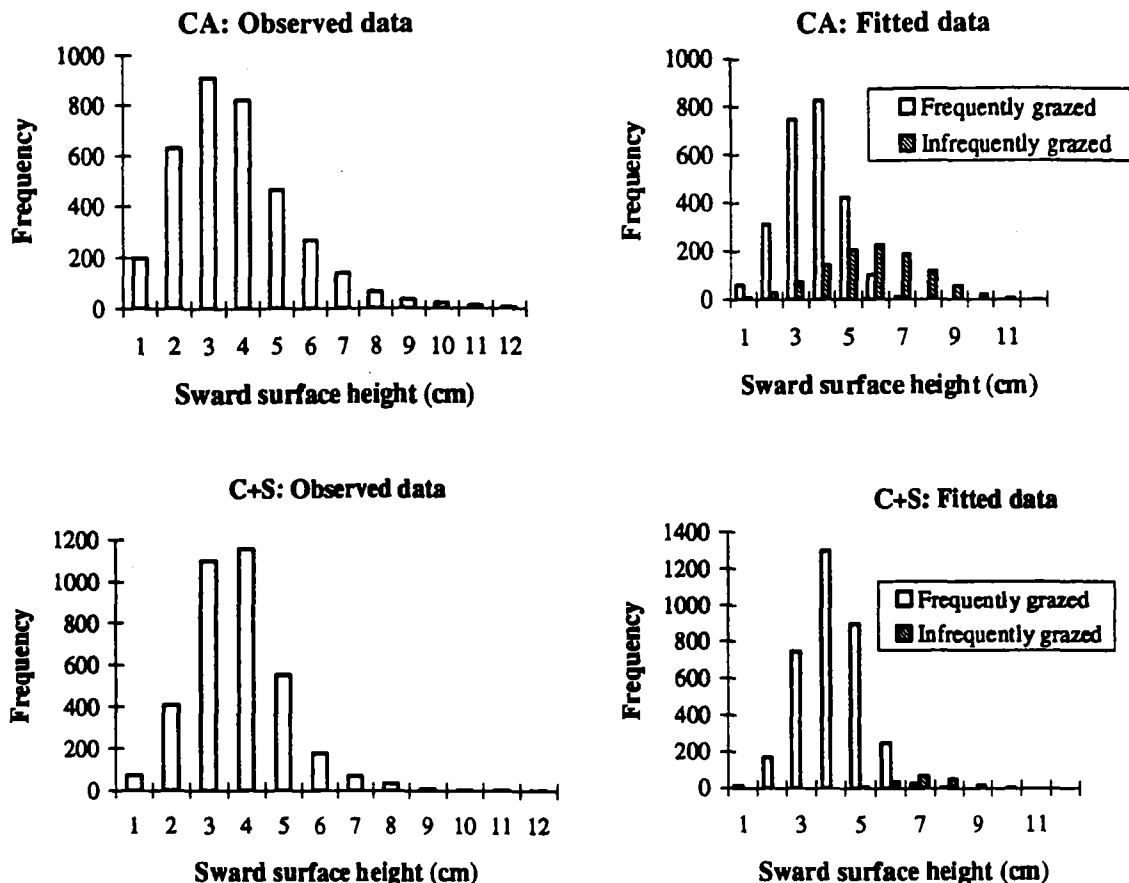 CA: Observed data
1000
800
600
400
200
0
Frequency
1 2 3 4 5 6 7 8 9 10 11 12
Sward surface height (cm)
CA: Fitted data
1000
800
600
400
200
0
Frequency
Frequently grazed
Infrequently grazed
1 3 5 7 9 11
Sward surface height (cm)
C+S: Observed data
1200
1000
800
600
400
200
0
Frequency
1 2 3 4 5 6 7 8 9 10 11 12
Sward surface height (cm)
C+S: Fitted data
1400
1200
1000
800
600
400
200
0
Frequency
Frequently grazed
Infrequently grazed
1 3 5 7 9 11
Sward surface height (cm)